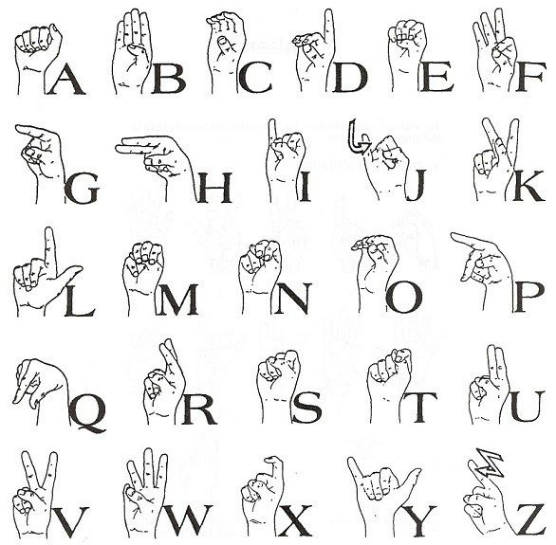 A B C D E F
G H I J K
L M N O P
Q R S T U
V W X Y Z